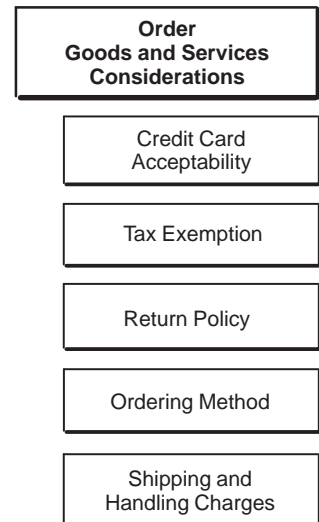 Order
Goods and Services
Considerations
Credit Card
Acceptability
Tax Exemption
Return Policy
Ordering Method
Shipping and
Handling Charges